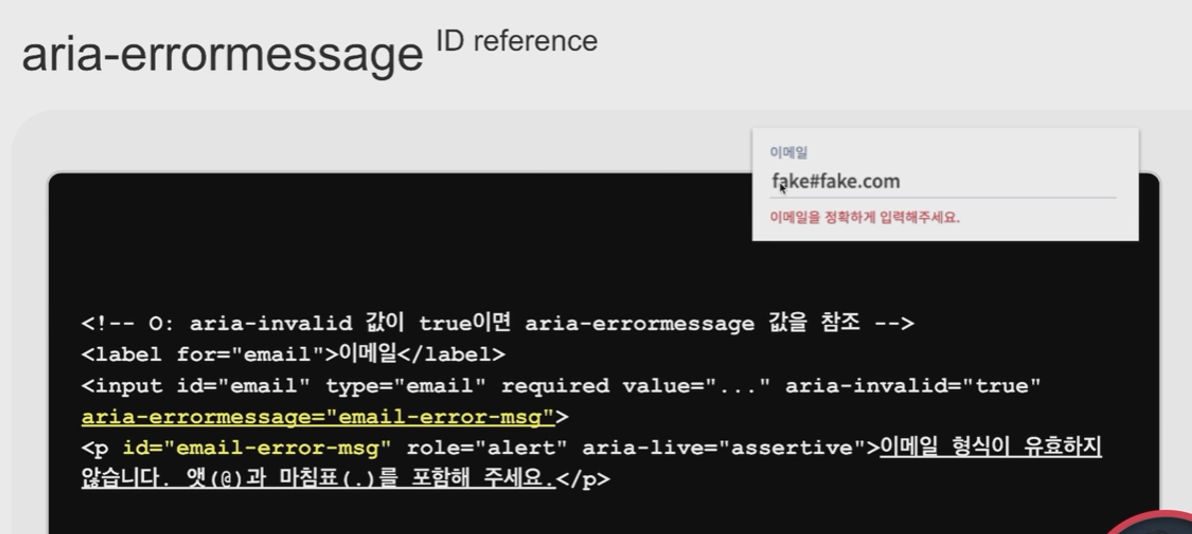 aria-errormessage ID reference
이메일
fake#fake.com
이메일을 정확하게 입력해주세요.
<!-- O: aria-invalid 값이 true이면 aria-errormessage 값을 참조 -->
<label for="email">이메일</label>
<input id="email" type="email" required value="..." aria-invalid="true"
aria-errormessage="email-error-msg">
<p id="email-error-msg" role="alert" aria-live="assertive">이메일 형식이 유효하지
않습니다. 앳(@)과 마침표(.)를 포함해 주세요.</p>